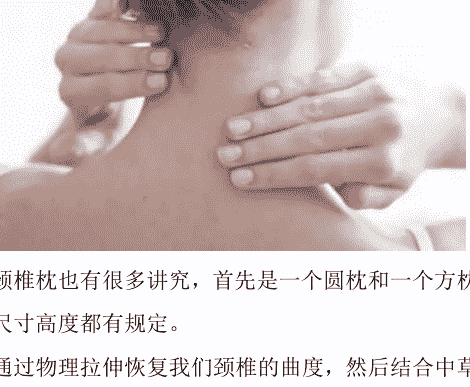 颈椎枕也有很多讲究，首先是一个圆枕和一个方枕
尺寸高度都有规定。
通过物理拉伸恢复我们颈椎的曲度，然后结合中草